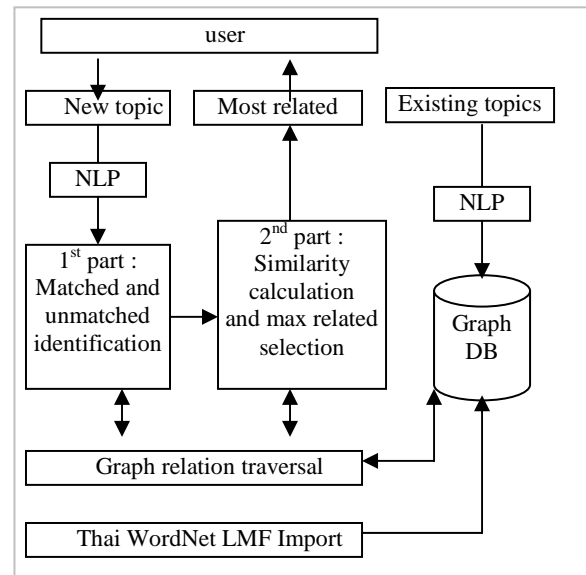 user
New topic
Most related
Existing topics
NLP
NLP
1st part :
Matched and
unmatched
identification
2nd part :
Similarity
calculation
and max related
selection
Graph
DB
Graph relation traversal
Thai WordNet LMF Import